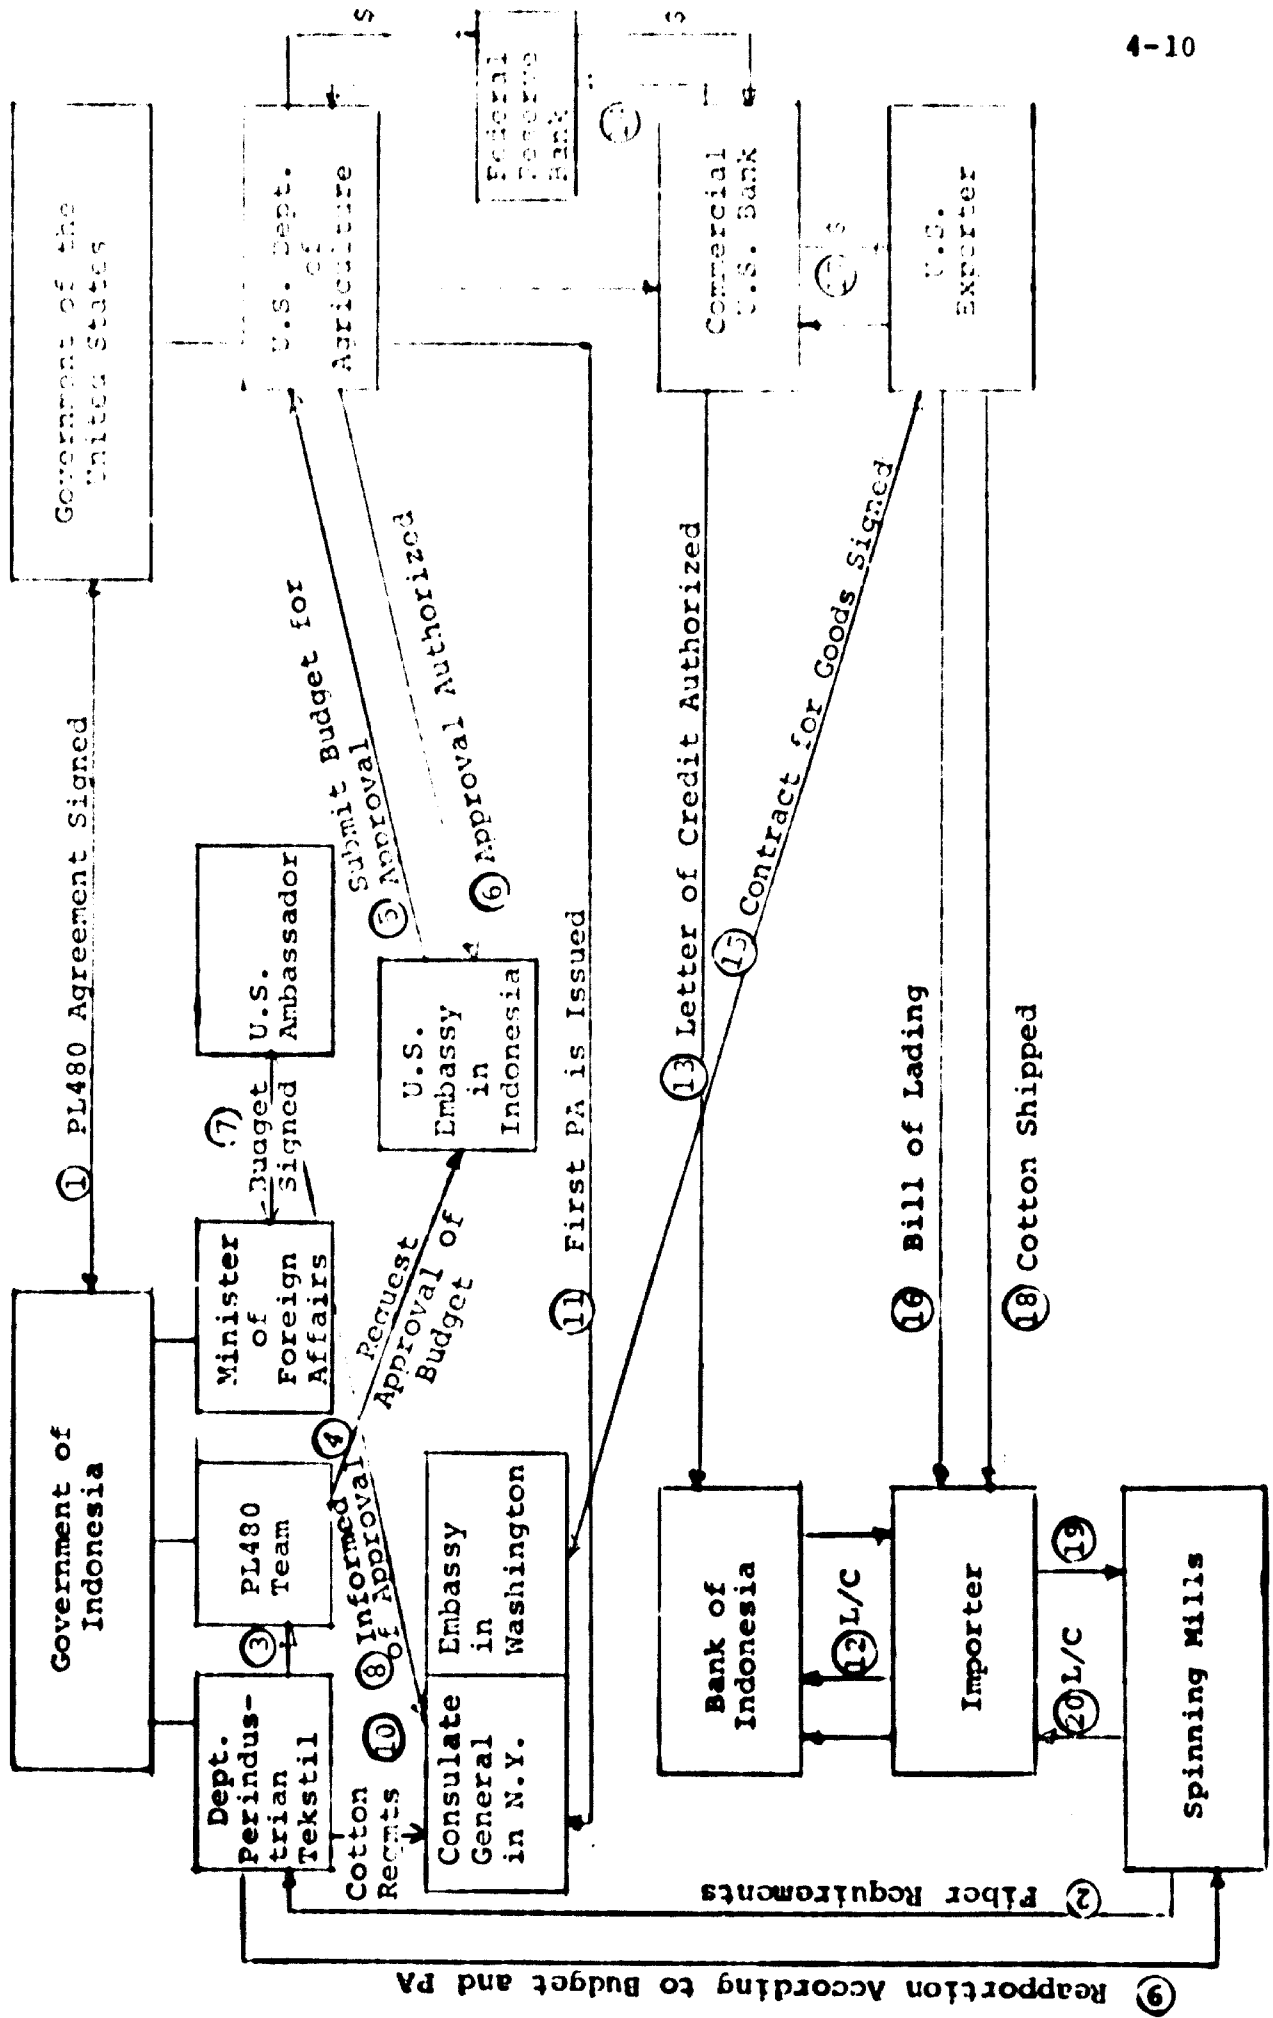 4-10
Government of
Indonesia
① PL480 Agreement Signed
Government of the
United States
Dept.
Perindus-
trian
Tekstil
③
PL480
Team
Minister
of
Foreign
Affairs
⑦
Budget
Signed
U.S.
Ambassador
U.S. Dept.
of
Agriculture
④ Request
Approval of
Budget
U.S.
Embassy
in
Indonesia
Submit Budget for
⑤ Approval
⑥ Approval Authorized
⑧ Informed
of Approval
Cotton
Reqmts ⑩
Consulate
General
in N.Y.
Embassy
in
Washington
⑪ First PA is Issued
Federal
Reserve
Bank
$
$
Bank of
Indonesia
⑬ Letter of Credit Authorized
Commercial
U.S. Bank
⑮ Contract for Goods Signed
⑫ L/C
$
Importer
⑯ Bill of Lading
⑱ Cotton Shipped
U.S.
Exporter
⑳ L/C
⑲
Spinning Mills
② Fiber Requirements
⑨ Reapportion According to Budget and PA